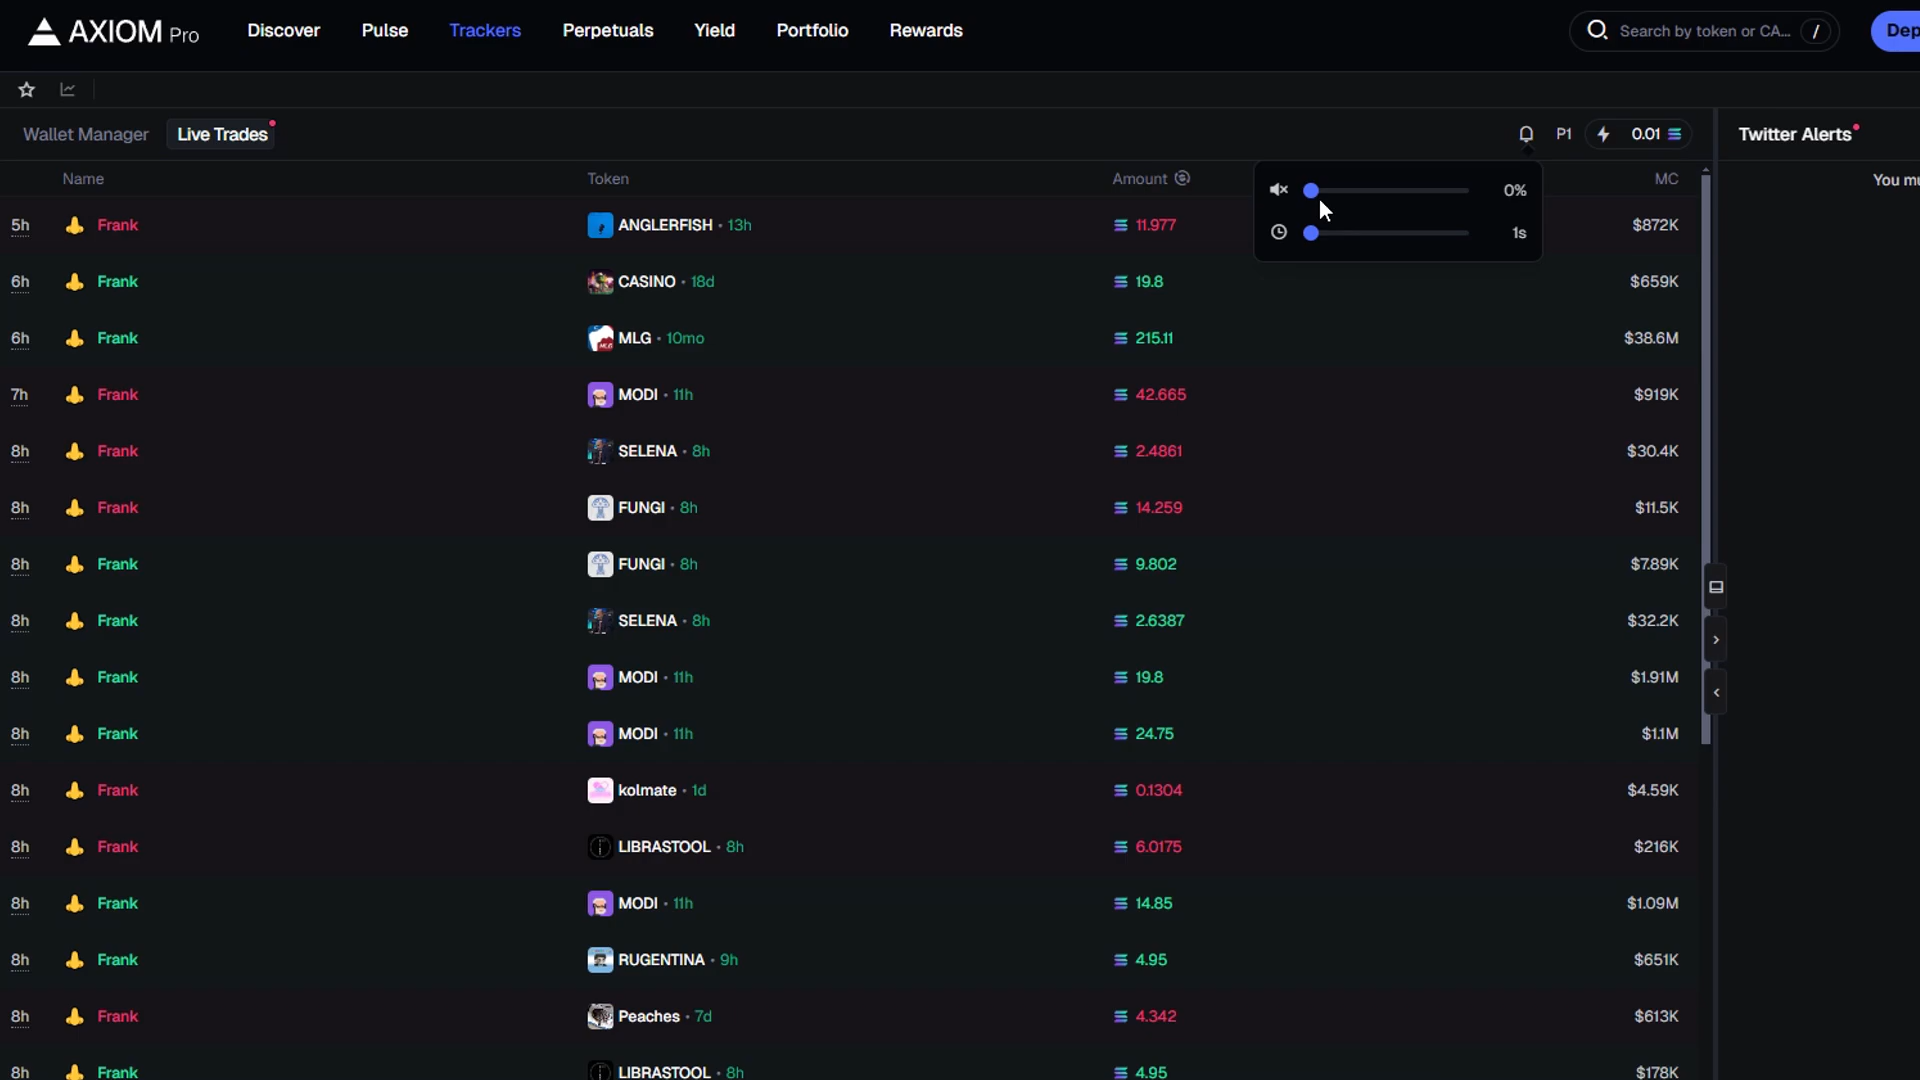 AXIOM Pro Discover Pulse Trackers Perpetuals Yield Portfolio Rewards Search by token or CA... / Dep
Wallet Manager Live Trades P1 0.01 Twitter Alerts
Name Token Amount MC You mu
0%
1s
5h Frank ANGLERFISH • 13h 11.977 $872K
6h Frank CASINO • 18d 19.8 $659K
6h Frank MLG • 10mo 215.11 $38.6M
7h Frank MODI • 11h 42.665 $919K
8h Frank SELENA • 8h 2.4861 $30.4K
8h Frank FUNGI • 8h 14.259 $11.5K
8h Frank FUNGI • 8h 9.802 $7.89K
8h Frank SELENA • 8h 2.6387 $32.2K
8h Frank MODI • 11h 19.8 $1.91M
8h Frank MODI • 11h 24.75 $1.1M
8h Frank kolmate • 1d 0.1304 $4.59K
8h Frank LIBRASTOOL • 8h 6.0175 $216K
8h Frank MODI • 11h 14.85 $1.09M
8h Frank RUGENTINA • 9h 4.95 $651K
8h Frank Peaches • 7d 4.342 $613K
8h Frank LIBRASTOOL • 8h 4.95 $178K